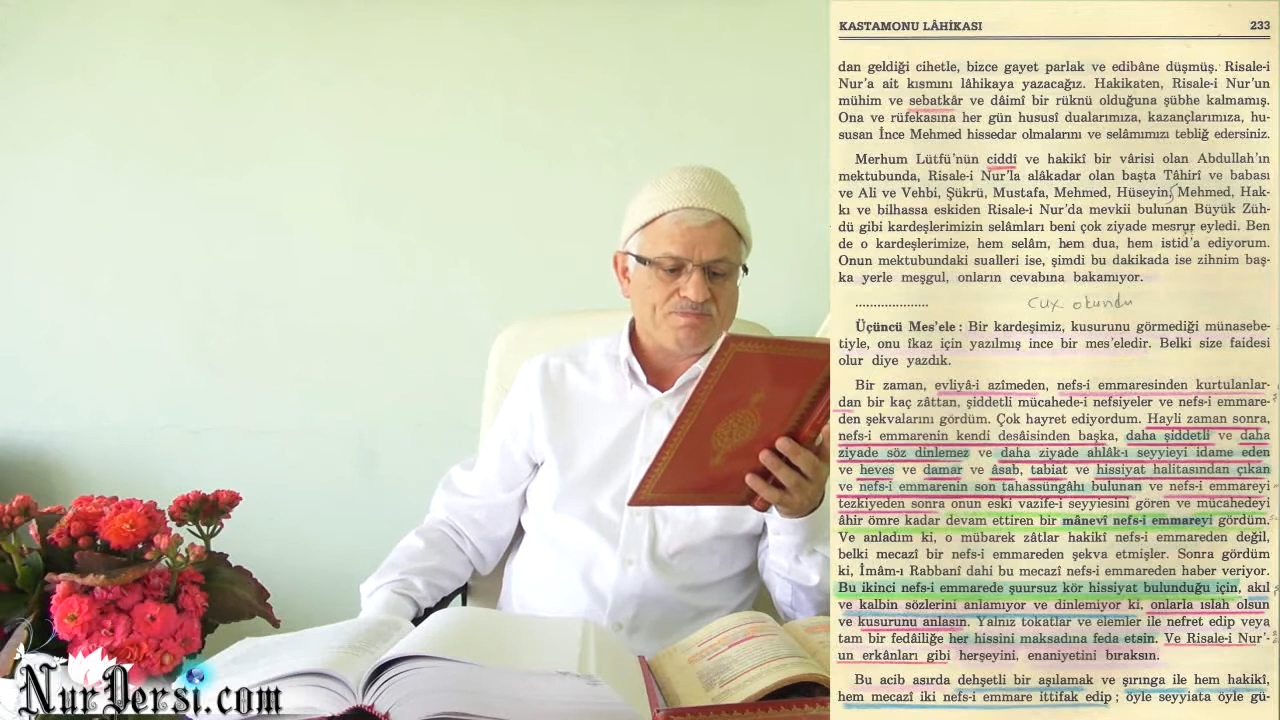 KASTAMONU LÂHİKASI 233
dan geldiği cihetle, bizce gayet parlak ve edibâne düşmüş. Risale-i
Nur'a ait kısmını lâhikaya yazacağız. Hakikaten, Risale-i Nur'un
mühim ve sebatkâr ve dâimî bir rüknü olduğuna şübhe kalmamış.
Ona ve rüfekasına her gün hususî dualarımıza, kazançlarımıza, hu-
susan İnce Mehmed hissedar olmalarını ve selâmımızı tebliğ edersiniz.
Merhum Lütfü'nün ciddî ve hakikî bir vârisi olan Abdullah'ın
mektubunda, Risale-i Nur'la alâkadar olan başta Tâhirî ve babası
ve Ali ve Vehbi, Şükrü, Mustafa, Mehmed, Hüseyin, Mehmed, Hak-
kı ve bilhassa eskiden Risale-i Nur'da mevkii bulunan Büyük Züh-
dü gibi kardeşlerimizin selâmları beni çok ziyade mesrur eyledi. Ben
de o kardeşlerimize, hem selâm, hem dua, hem istid'a ediyorum.
Onun mektubundaki sualleri ise, şimdi bu dakikada ise zihnim baş-
ka yerle meşgul, onların cevabına bakamıyor.
................... cux okundu
Üçüncü Mes'ele : Bir kardeşimiz, kusurunu görmediği münasebe-
tiyle, onu îkaz için yazılmış ince bir mes'eledir. Belki size faidesi
olur diye yazdık.
Bir zaman, evliyâ-i azîmeden, nefs-i emmaresinden kurtulanlar-
dan bir kaç zâttan, şiddetli mücahede-i nefsiyeler ve nefs-i emmare-
den şekvalarını gördüm. Çok hayret ediyordum. Hayli zaman sonra,
nefs-i emmarenin kendi desâisinden başka, daha şiddetli ve daha
ziyade söz dinlemez ve daha ziyade ahlâk-ı seyyieyi idame eden
ve heves ve damar ve âsab, tabiat ve hissiyat halitasından çıkan
ve nefs-i emmarenin son tahassüngâhı bulunan ve nefs-i emmareyi
tezkiyeden sonra onun eski vazife-i seyyiesini gören ve mücahedeyi
âhir ömre kadar devam ettiren bir mânevî nefs-i emmareyi gördüm.
Ve anladım ki, o mübarek zâtlar hakikî nefs-i emmareden değil,
belki mecazî bir nefs-i emmareden şekva etmişler. Sonra gördüm
ki, İmâm-ı Rabbanî dahi bu mecazî nefs-i emmareden haber veriyor.
Bu ikinci nefs-i emmarede şuursuz kör hissiyat bulunduğu için, akıl
ve kalbin sözlerini anlamıyor ve dinlemiyor ki, onlarla ıslah olsun
ve kusurunu anlasın. Yalnız tokatlar ve elemler ile nefret edip veya
tam bir fedâiliğe her hissini maksadına feda etsin. Ve Risale-i Nur'-
un erkânları gibi herşeyini, enaniyetini bıraksın.
Bu acib asırda dehşetli bir aşılamak ve şırınga ile hem hakikî,
hem mecazî iki nefs-i emmare ittifak edip ; öyle seyyiata öyle gü-
NurDersi.com